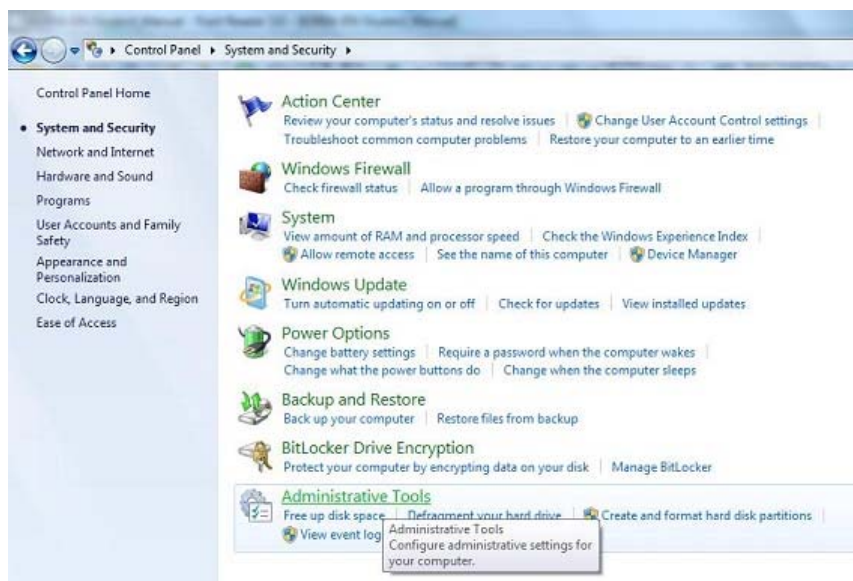 Control Panel ▸ System and Security ▸
Control Panel Home
System and Security
Network and Internet
Hardware and Sound
Programs
User Accounts and Family
Safety
Appearance and
Personalization
Clock, Language, and Region
Ease of Access
Action Center
Review your computer's status and resolve issues Change User Account Control settings
Troubleshoot common computer problems Restore your computer to an earlier time
Windows Firewall
Check firewall status Allow a program through Windows Firewall
System
View amount of RAM and processor speed Check the Windows Experience Index
Allow remote access See the name of this computer Device Manager
Windows Update
Turn automatic updating on or off Check for updates View installed updates
Power Options
Change battery settings Require a password when the computer wakes
Change what the power buttons do Change when the computer sleeps
Backup and Restore
Back up your computer Restore files from backup
BitLocker Drive Encryption
Protect your computer by encrypting data on your disk Manage BitLocker
Administrative Tools
Free up disk space Defragment your hard drive Create and format hard disk partitions
View event log
Administrative Tools
Configure administrative settings for
your computer.